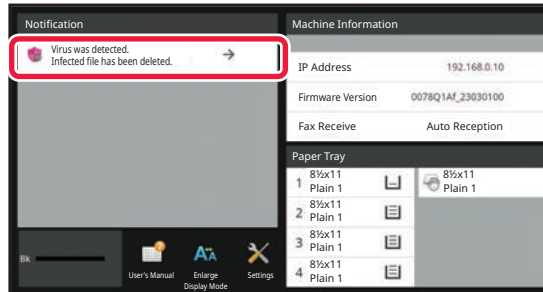 Notification
Virus was detected.
Infected file has been deleted.
Machine Information
IP Address 192.168.0.10
Firmware Version 0078Q1Af_23030100
Fax Receive Auto Reception
Paper Tray
1 8½x11
Plain 1
8½x11
Plain 1
2 8½x11
Plain 1
3 8½x11
Plain 1
4 8½x11
Plain 1
Bk
User's Manual
Enlarge
Display Mode
AA
Settings